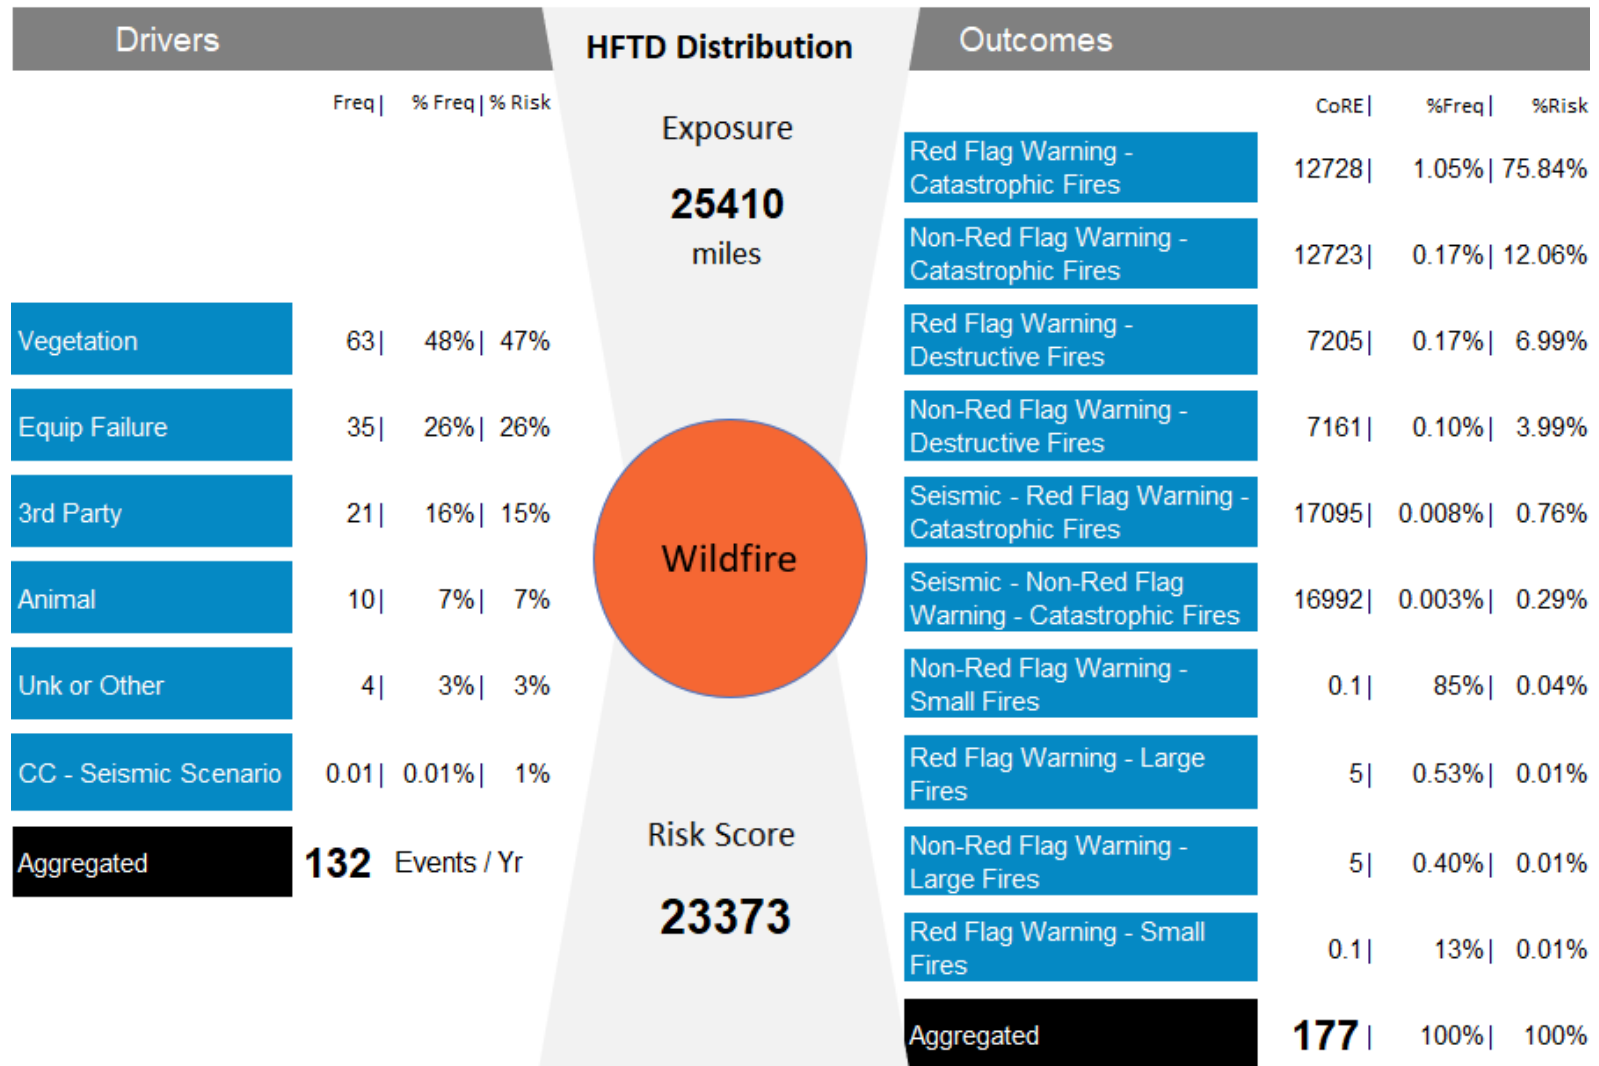 Drivers
Freq| % Freq| % Risk
Vegetation 63| 48%| 47%
Equip Failure 35| 26%| 26%
3rd Party 21| 16%| 15%
Animal 10| 7%| 7%
Unk or Other 4| 3%| 3%
CC - Seismic Scenario 0.01| 0.01%| 1%
Aggregated 132 Events / Yr
HFTD Distribution
Exposure
25410
miles
Wildfire
Risk Score
23373
Outcomes
CoRE| %Freq| %Risk
Red Flag Warning -
Catastrophic Fires 12728| 1.05%| 75.84%
Non-Red Flag Warning -
Catastrophic Fires 12723| 0.17%| 12.06%
Red Flag Warning -
Destructive Fires 7205| 0.17%| 6.99%
Non-Red Flag Warning -
Destructive Fires 7161| 0.10%| 3.99%
Seismic - Red Flag Warning -
Catastrophic Fires 17095| 0.008%| 0.76%
Seismic - Non-Red Flag
Warning - Catastrophic Fires 16992| 0.003%| 0.29%
Non-Red Flag Warning -
Small Fires 0.1| 85%| 0.04%
Red Flag Warning - Large
Fires 5| 0.53%| 0.01%
Non-Red Flag Warning -
Large Fires 5| 0.40%| 0.01%
Red Flag Warning - Small
Fires 0.1| 13%| 0.01%
Aggregated 177| 100%| 100%